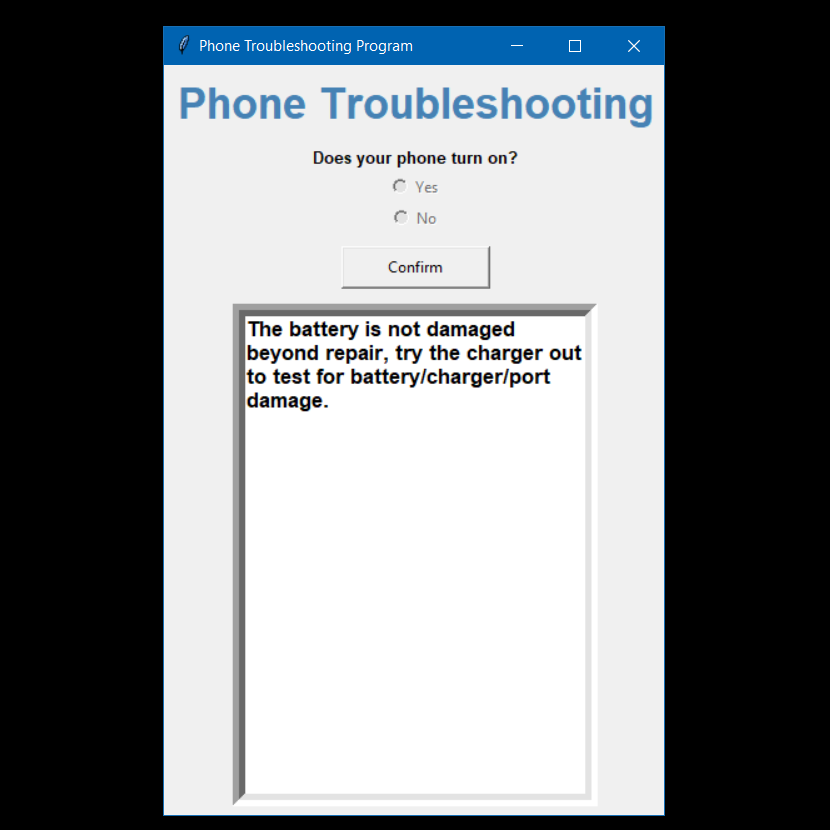 Phone Troubleshooting Program
Phone Troubleshooting
Does your phone turn on?
Yes
No
Confirm
The battery is not damaged
beyond repair, try the charger out
to test for battery/charger/port
damage.